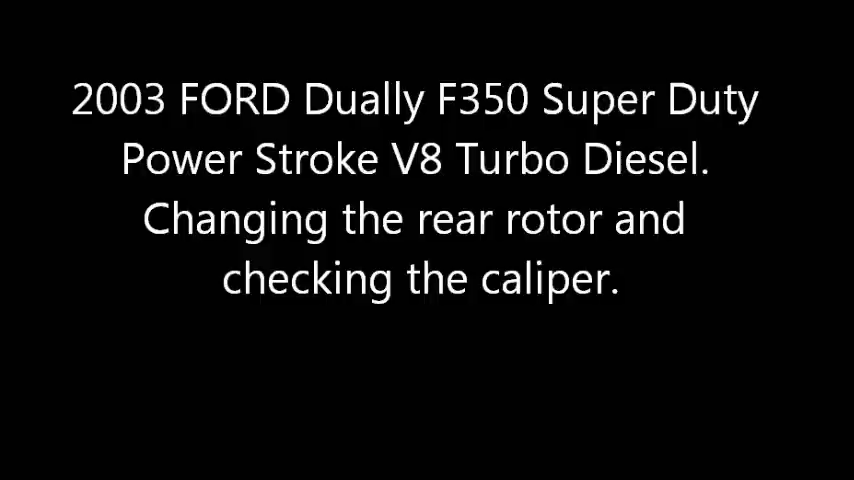 2003 FORD Dually F350 Super Duty
Power Stroke V8 Turbo Diesel.
Changing the rear rotor and
checking the caliper.